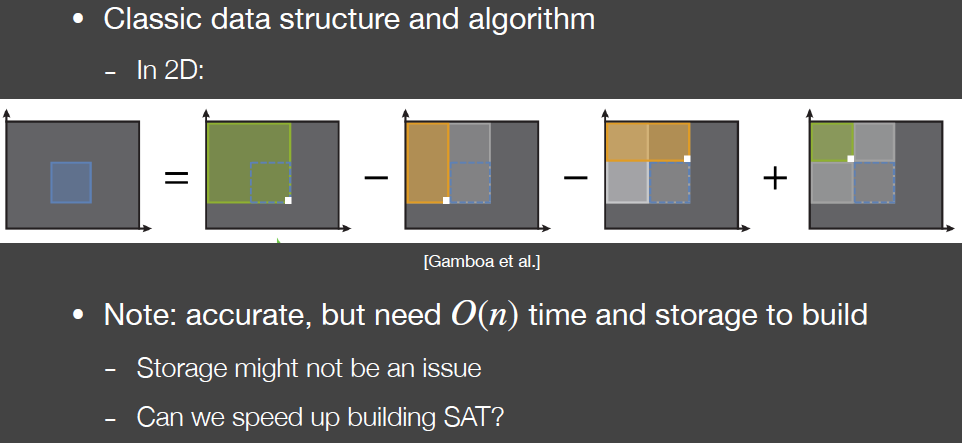 • Classic data structure and algorithm
- In 2D:
= − − +
[Gamboa et al.]
• Note: accurate, but need O(n) time and storage to build
- Storage might not be an issue
- Can we speed up building SAT?